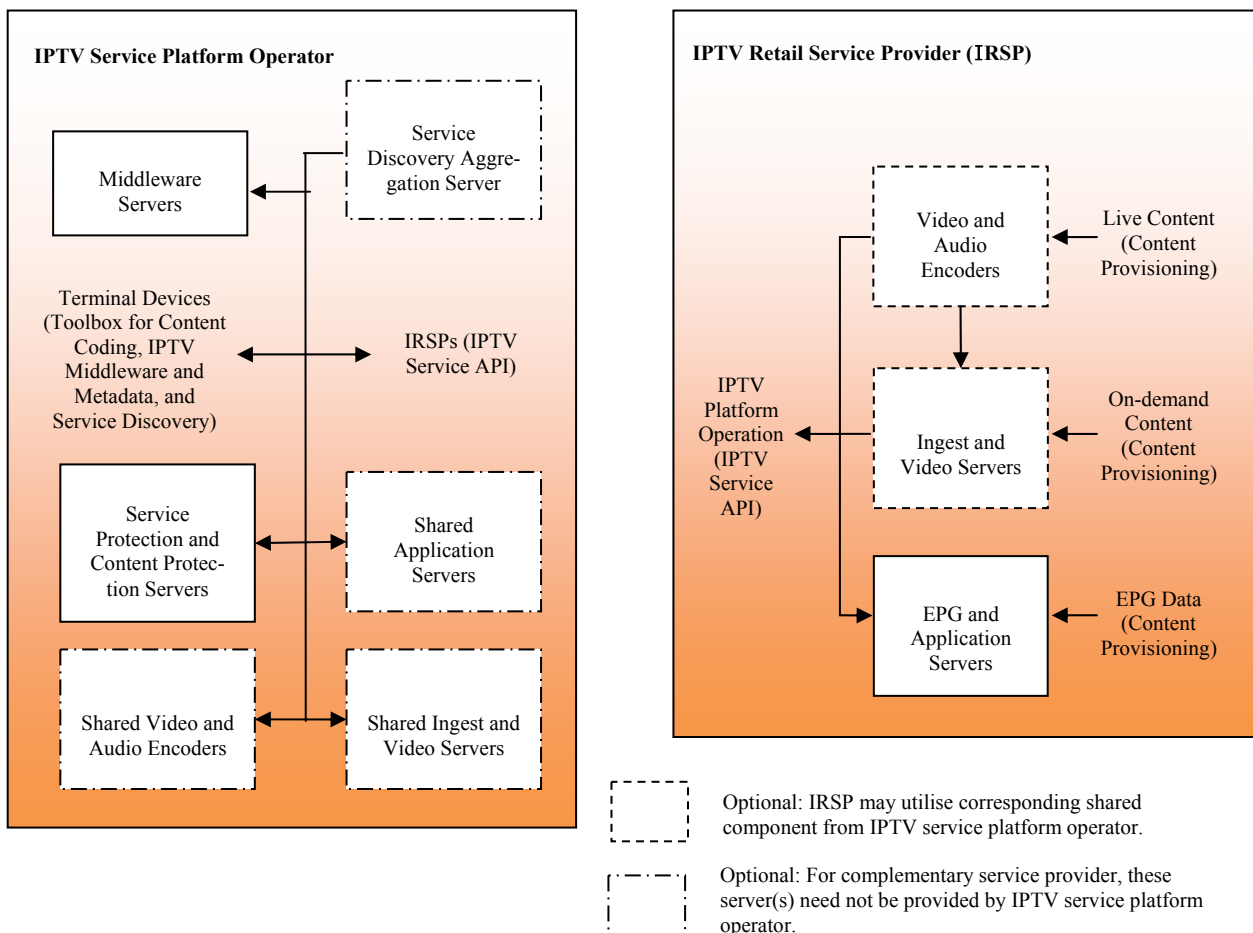 IPTV Service Platform Operator
Service
Discovery Aggre-
gation Server
Middleware
Servers
Terminal Devices
(Toolbox for Content
Coding, IPTV
Middleware and
Metadata, and
Service Discovery)
IRSPs (IPTV
Service API)
Service
Protection and
Content Protec-
tion Servers
Shared
Application
Servers
Shared Video and
Audio Encoders
Shared Ingest and
Video Servers
IPTV Retail Service Provider (IRSP)
Video and
Audio
Encoders
Live Content
(Content
Provisioning)
IPTV
Platform
Operation
(IPTV
Service
API)
Ingest and
Video Servers
On-demand
Content
(Content
Provisioning)
EPG and
Application
Servers
EPG Data
(Content
Provisioning)
Optional: IRSP may utilise corresponding shared
component from IPTV service platform operator.
Optional: For complementary service provider, these
server(s) need not be provided by IPTV service platform
operator.